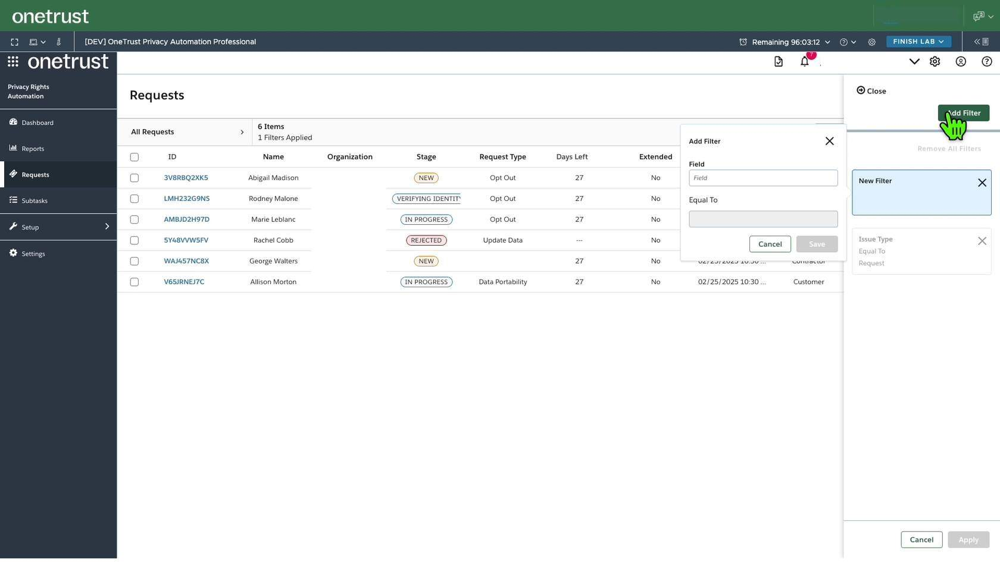 onetrust
[DEV] OneTrust Privacy Automation Professional
Remaining 96:03:12
FINISH LAB
onetrust
7
Privacy Rights
Automation
Dashboard
Reports
Requests
Subtasks
Setup
Settings
Requests
All Requests
6 Items
1 Filters Applied
ID Name Organization Stage Request Type Days Left Extended
3V8RBQ2XK5 Abigail Madison NEW Opt Out 27 No
LMH232G9NS Rodney Malone VERIFYING IDENTITY Opt Out 27 No
AMBJD2H97D Marie Leblanc IN PROGRESS Opt Out 27 No
5Y48VVW5FV Rachel Cobb REJECTED Update Data --- No
WAJ457NC8X George Walters NEW 27 No 02/25/2025 10:30 ... Contractor
V65JRNEJ7C Allison Morton IN PROGRESS Data Portability 27 No 02/25/2025 10:30 ... Customer
Add Filter
Field
Field
Equal To
Cancel Save
Close
Add Filter
Remove All Filters
New Filter
Issue Type
Equal To
Request
Cancel Apply